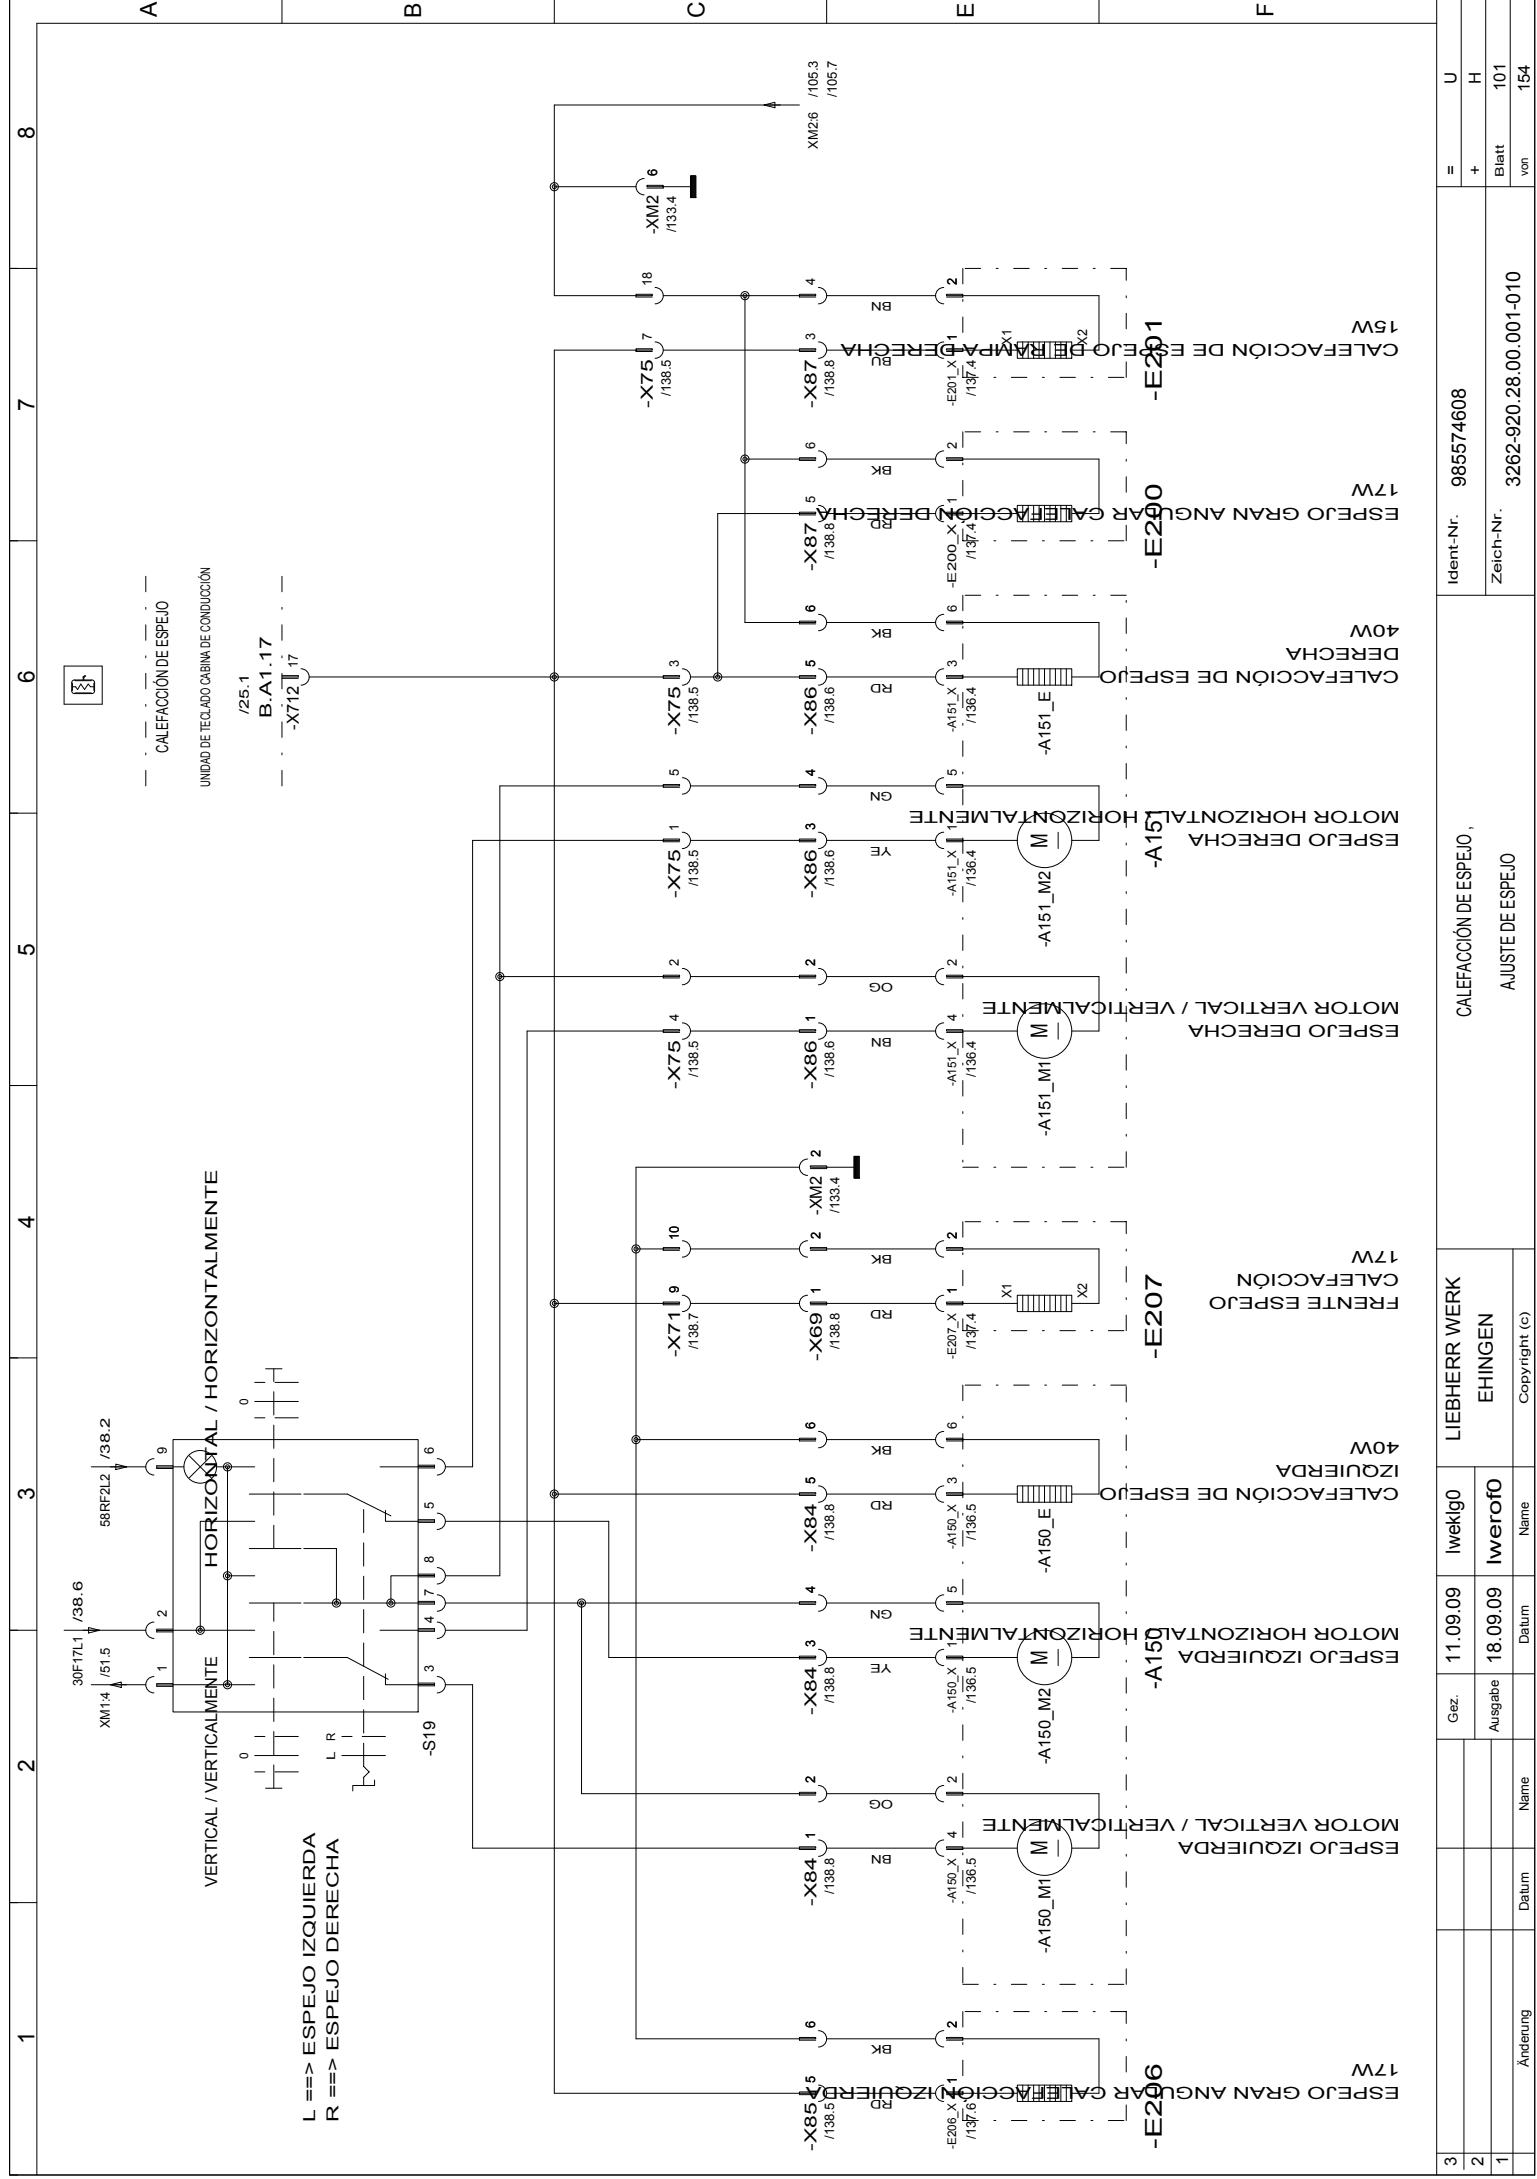 1 2 3 4 5 6 7 8
A
B
C
E
F
CALEFACCIÓN DE ESPEJO
UNIDAD DE TECLADO CABINA DE CONDUCCIÓN
/25.1
B.A1.17
-X712 17
30F17L1 /38.6
XM1:4 /51.5
58RF2L2 /38.2
1 2 9
VERTICAL / VERTICALMENTE
HORIZONTAL / HORIZONTALMENTE
0 0
L R
L ==> ESPEJO IZQUIERDA
R ==> ESPEJO DERECHA
-S19
3 4 7 8 5 6
XM2:6 /105.3
/105.7
-XM2 6
/133.4
-X71 9 10
/138.7
-X75 4 2
/138.5
-X75 1 5
/138.5
-X75 3
/138.5
-X75 7 18
/138.5
-X85 5 6
/138.5
-X84 1 2
/138.8
-X84 3 4
/138.8
-X84 5 6
/138.8
-X69 1 2
/138.8
-XM2 2
/133.4
-X86 1 2
/138.6
-X86 3 4
/138.6
-X86 5 6
/138.6
-X87 5 6
/138.8
-X87 3 4
/138.8
RD BK
BN OG
YE GN
RD BK
RD BK
BN OG
YE GN
RD BK
RD BK
BU BN
-E206_X 1 2
/137.6
-A150_X 4 2
/136.5
-A150_X 1 5
/136.5
-A150_X 3 6
/136.5
-E207_X 1 2
/137.4
-A151_X 4 2
/136.4
-A151_X 1 5
/136.4
-A151_X 3 6
/136.4
-E200_X 1 2
/137.4
-E201_X 1 2
/137.4
-A150_M1 M
-A150_M2 M
-A150_E
X1 X2
-A151_M1 M
-A151_M2 M
-A151_E
X1 X2
-E206
-A150
-E207
-A151
-E200
-E201
ESPEJO GRAN ANGULAR CALEFACCIÓN IZQUIERDA
17W
ESPEJO IZQUIERDA
MOTOR VERTICAL / VERTICALMENTE
ESPEJO IZQUIERDA
MOTOR HORIZONTAL / HORIZONTALMENTE
CALEFACCIÓN DE ESPEJO
IZQUIERDA
40W
FRENTE ESPEJO
CALEFACCIÓN
17W
ESPEJO DERECHA
MOTOR VERTICAL / VERTICALMENTE
ESPEJO DERECHA
MOTOR HORIZONTAL / HORIZONTALMENTE
CALEFACCIÓN DE ESPEJO
DERECHA
40W
ESPEJO GRAN ANGULAR CALEFACCIÓN DERECHA
17W
CALEFACCIÓN DE ESPEJO DE RAMPA DERECHA
15W
3
2
1
Änderung Datum Name
Gez. 11.09.09 lweklg0
Ausgabe 18.09.09 lwerof0
Datum Name
LIEBHERR WERK
EHINGEN
Copyright (c)
CALEFACCIÓN DE ESPEJO ,
AJUSTE DE ESPEJO
Ident-Nr. 985574608
Zeich-Nr. 3262-920.28.00.001-010
= U
+ H
Blatt 101
von 154